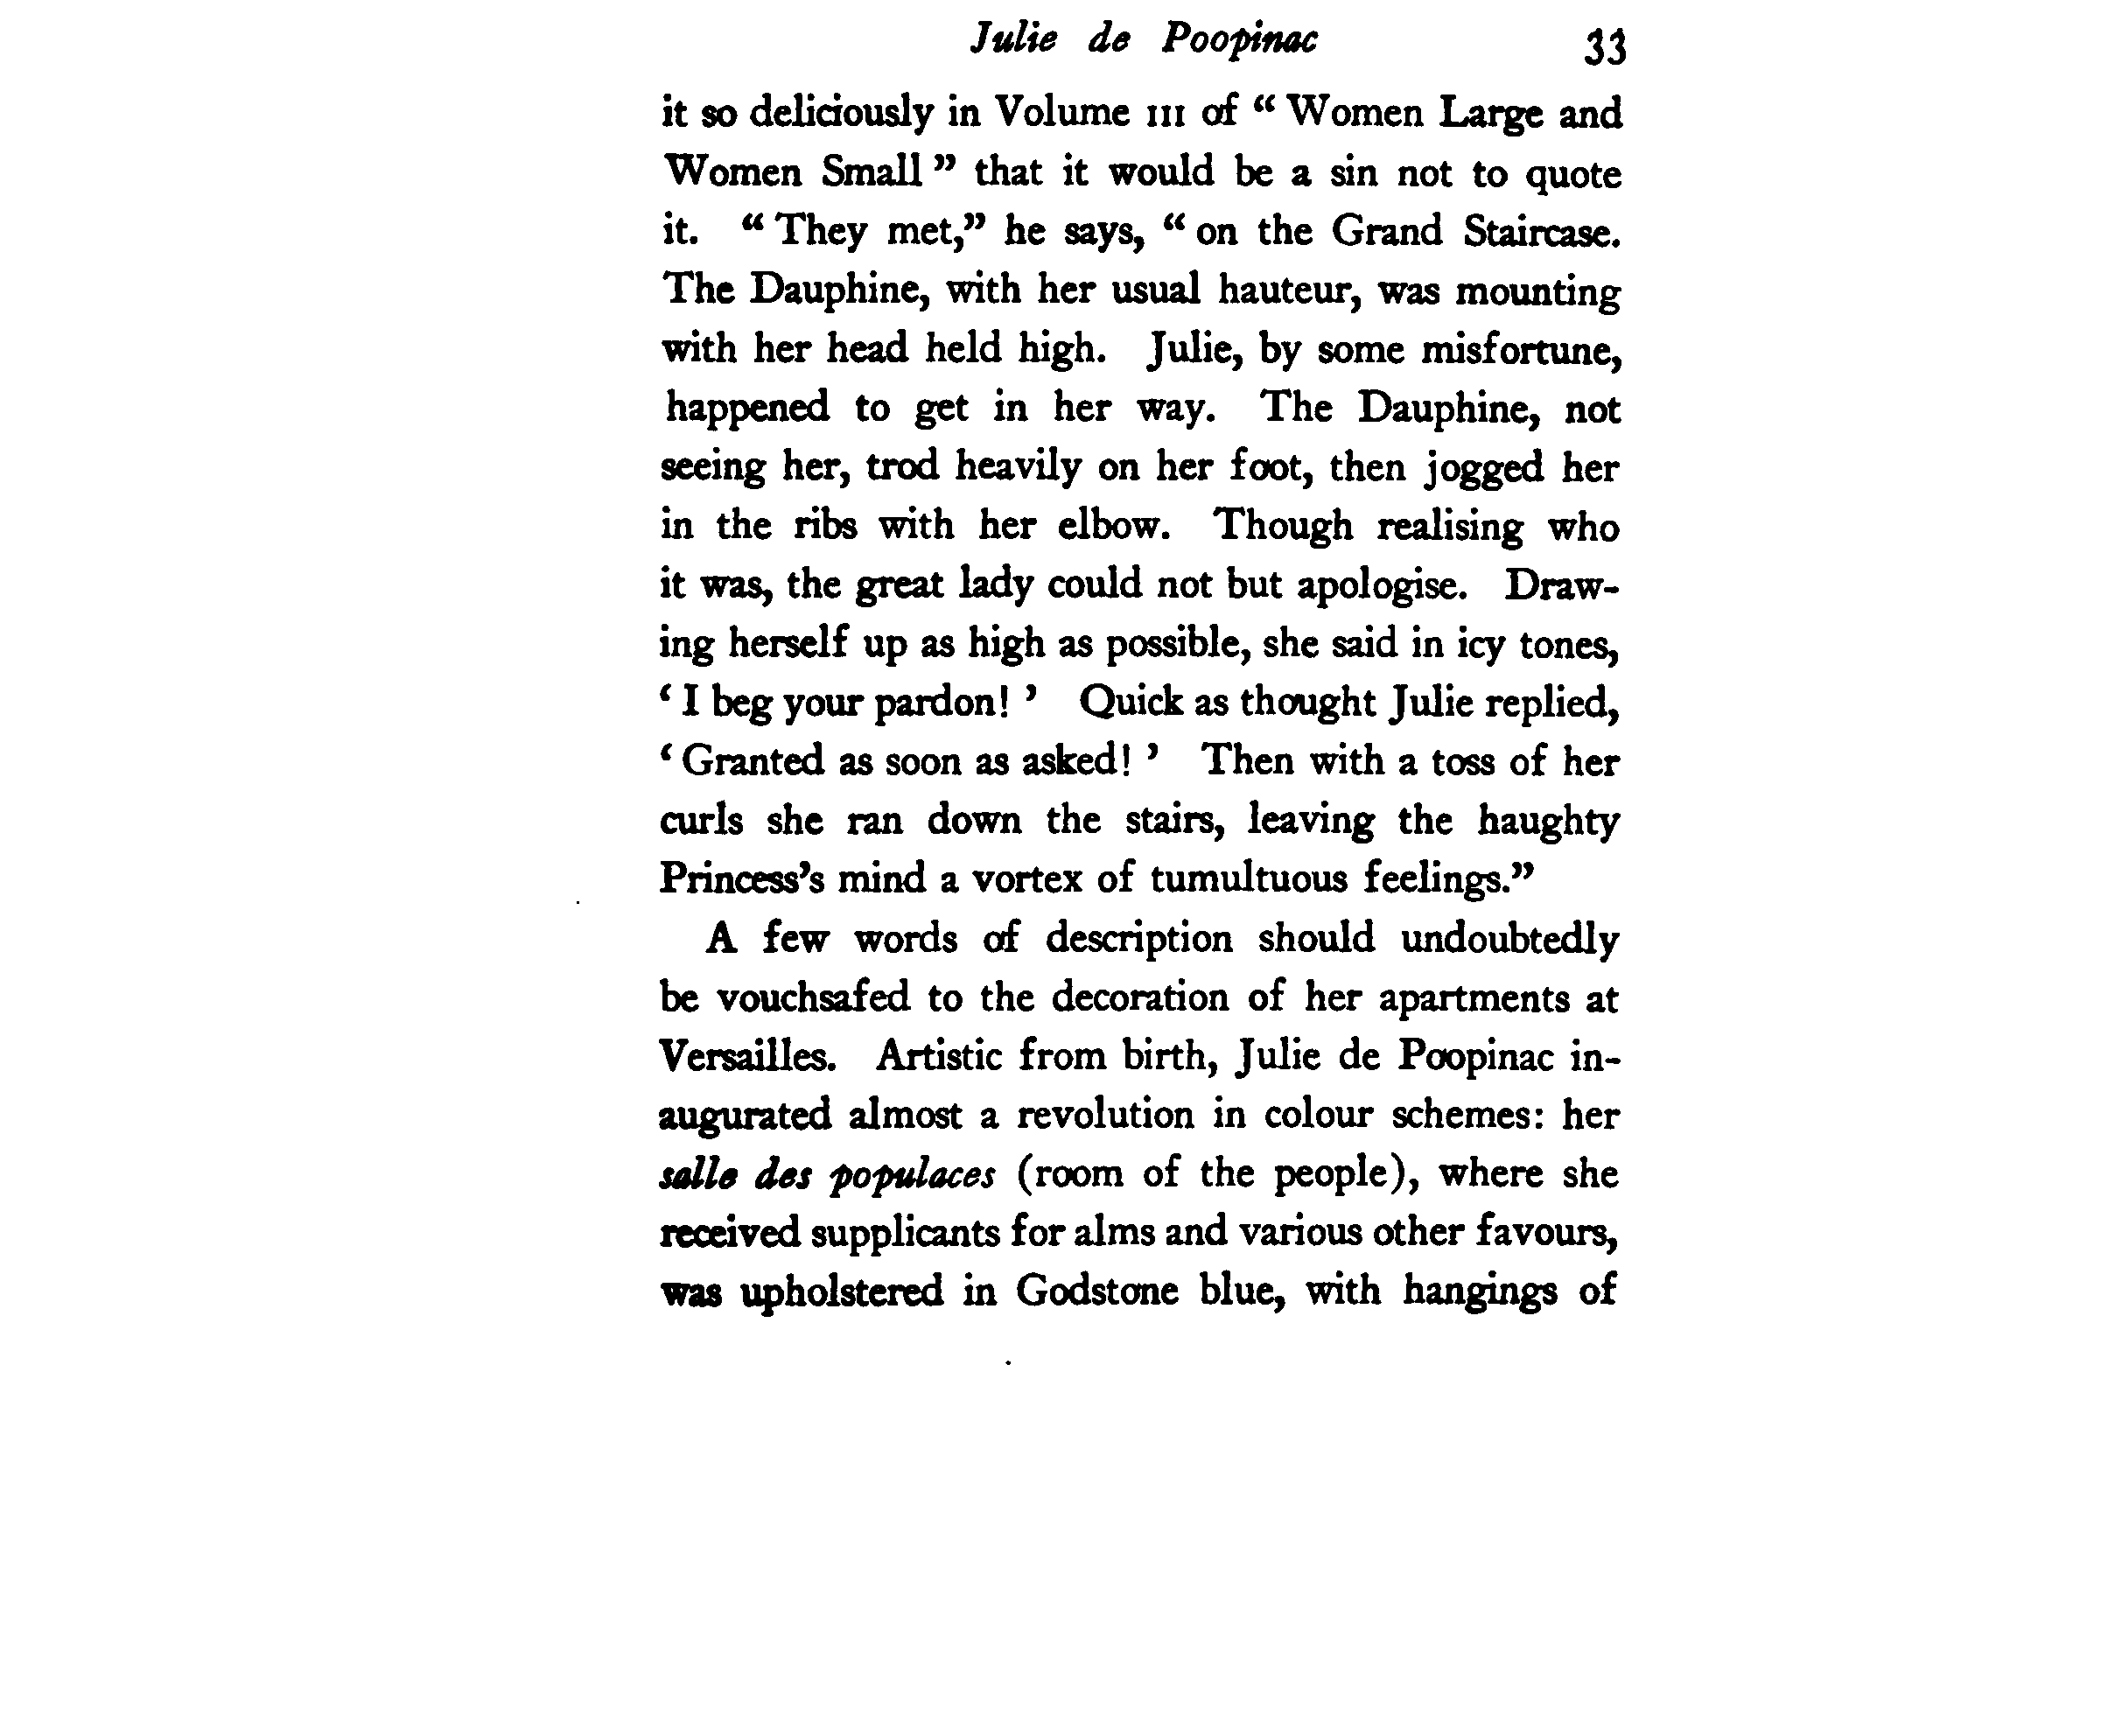 Julie de Poopinac 33
it so deliciously in Volume III of “ Women Large and
Women Small ” that it would be a sin not to quote
it. “ They met,” he says, “ on the Grand Staircase.
The Dauphine, with her usual hauteur, was mounting
with her head held high. Julie, by some misfortune,
happened to get in her way. The Dauphine, not
seeing her, trod heavily on her foot, then jogged her
in the ribs with her elbow. Though realising who
it was, the great lady could not but apologise. Draw-
ing herself up as high as possible, she said in icy tones,
‘ I beg your pardon! ’ Quick as thought Julie replied,
‘ Granted as soon as asked! ’ Then with a toss of her
curls she ran down the stairs, leaving the haughty
Princess’s mind a vortex of tumultuous feelings.”
A few words of description should undoubtedly
be vouchsafed to the decoration of her apartments at
Versailles. Artistic from birth, Julie de Poopinac in-
augurated almost a revolution in colour schemes: her
salle des populaces (room of the people), where she
received supplicants for alms and various other favours,
was upholstered in Godstone blue, with hangings of